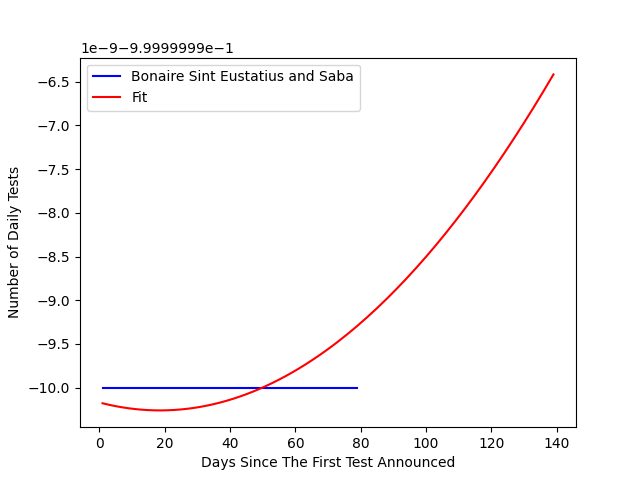 1e−9−9.9999999e−1
Bonaire Sint Eustatius and Saba
Fit
Number of Daily Tests
−6.5
−7.0
−7.5
−8.0
−8.5
−9.0
−9.5
−10.0
0 20 40 60 80 100 120 140
Days Since The First Test Announced